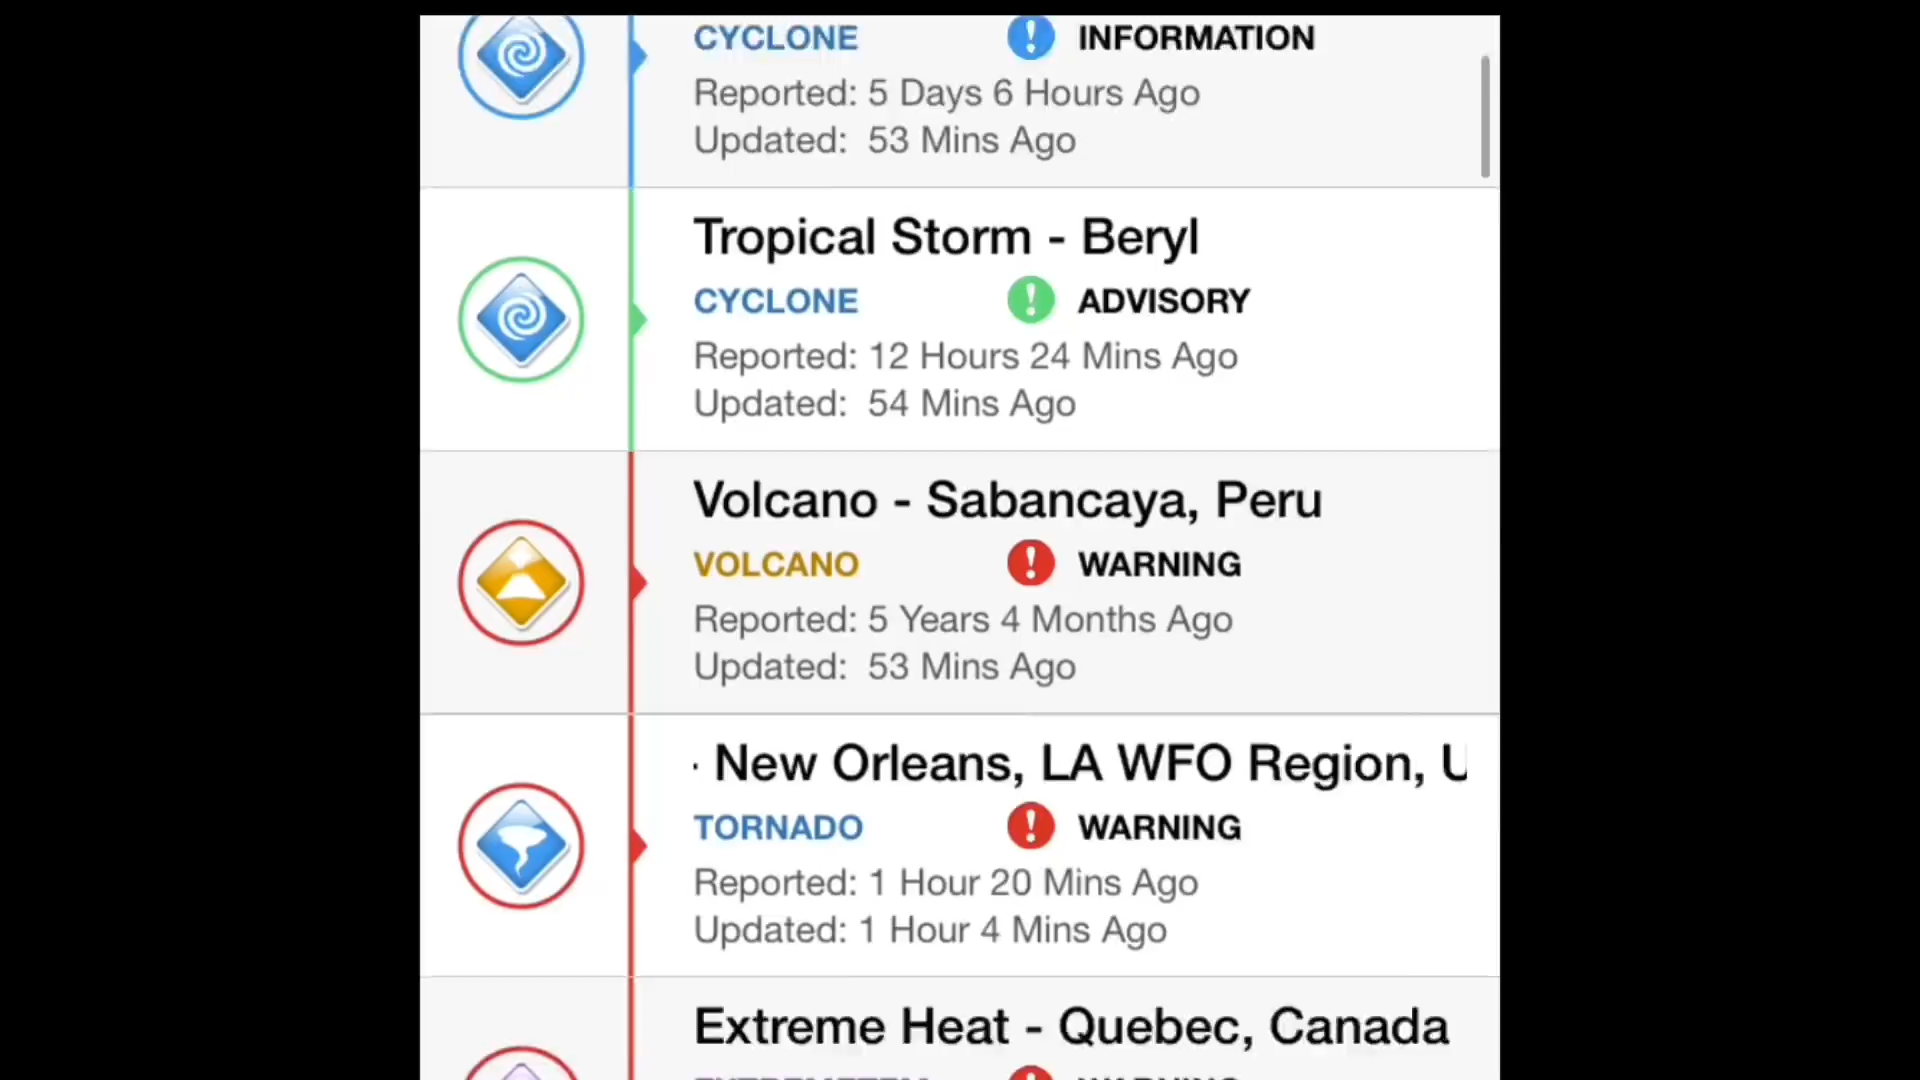 CYCLONE INFORMATION
Reported: 5 Days 6 Hours Ago
Updated: 53 Mins Ago
Tropical Storm - Beryl
CYCLONE ADVISORY
Reported: 12 Hours 24 Mins Ago
Updated: 54 Mins Ago
Volcano - Sabancaya, Peru
VOLCANO WARNING
Reported: 5 Years 4 Months Ago
Updated: 53 Mins Ago
- New Orleans, LA WFO Region, U
TORNADO WARNING
Reported: 1 Hour 20 Mins Ago
Updated: 1 Hour 4 Mins Ago
Extreme Heat - Quebec, Canada